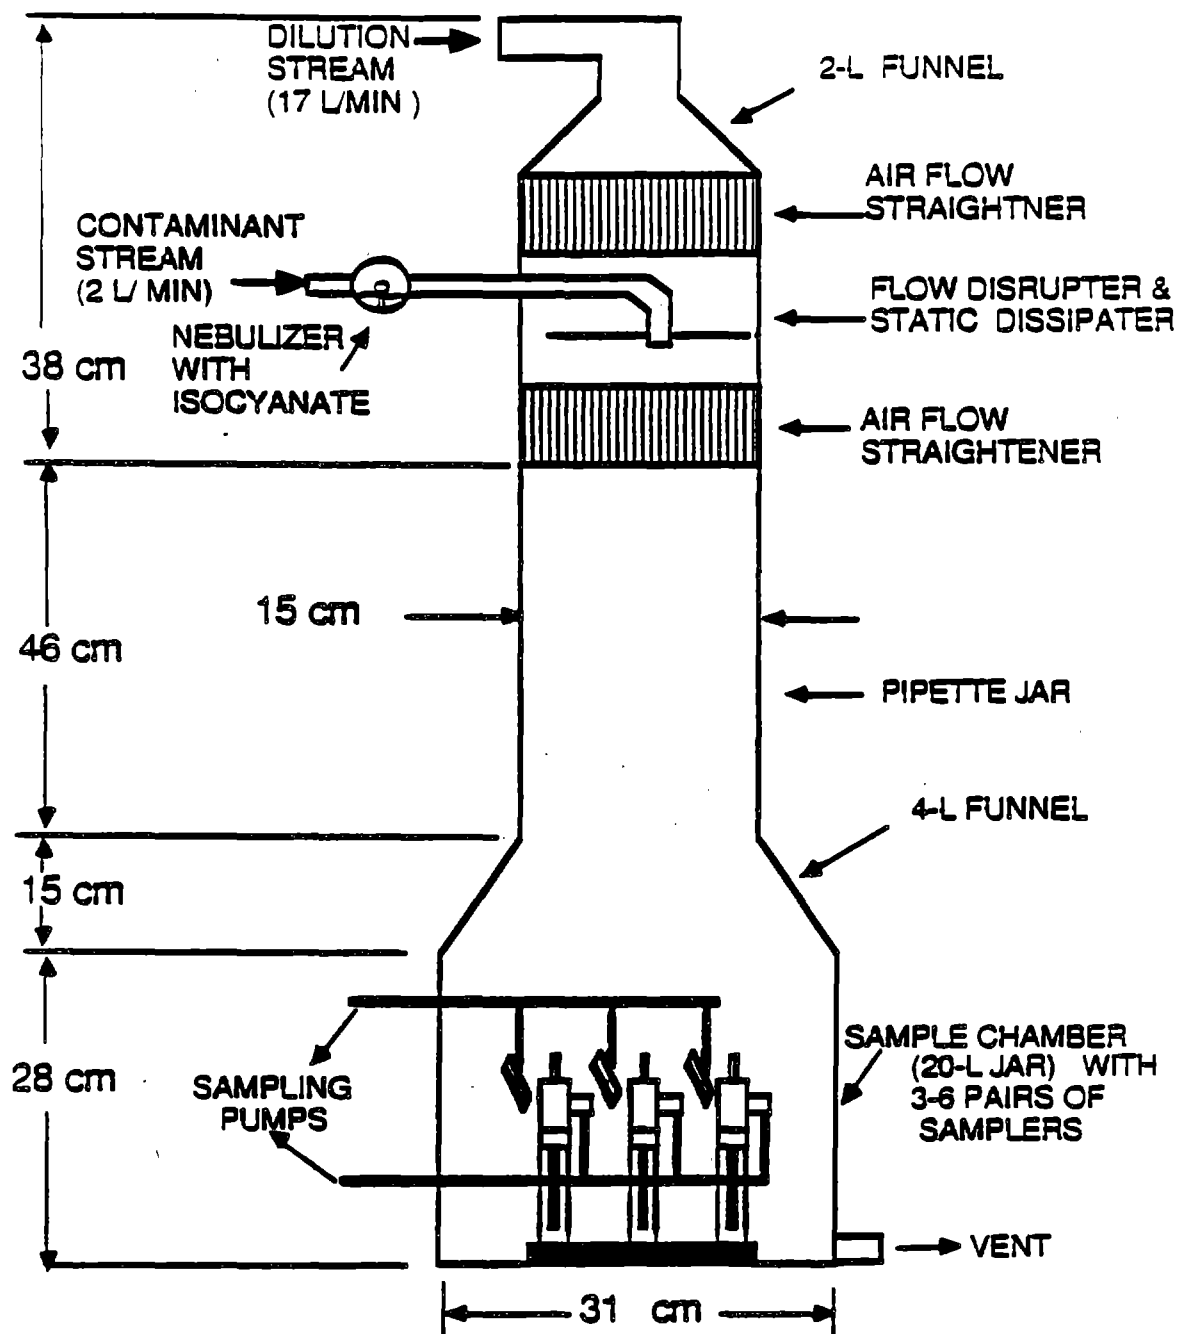 DILUTION
STREAM
(17 L/MIN )
2-L FUNNEL
AIR FLOW
STRAIGHTNER
CONTAMINANT
STREAM
(2 L/ MIN)
FLOW DISRUPTER &
STATIC DISSIPATER
NEBULIZER
WITH
ISOCYANATE
38 cm
AIR FLOW
STRAIGHTENER
15 cm
46 cm
PIPETTE JAR
4-L FUNNEL
15 cm
SAMPLE CHAMBER
(20-L JAR) WITH
3-6 PAIRS OF
SAMPLERS
28 cm
SAMPLING
PUMPS
VENT
31 cm